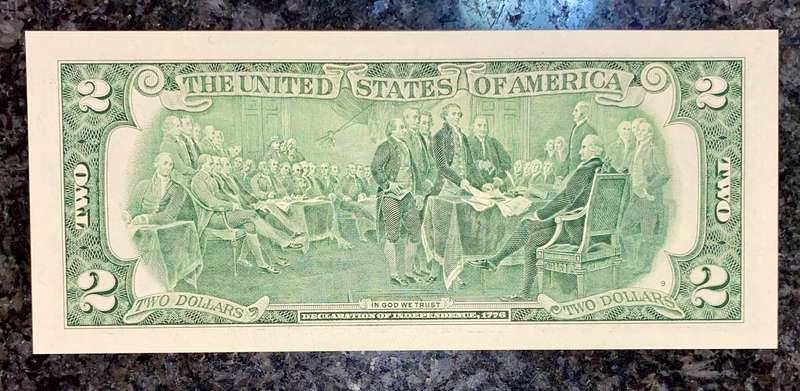 2 THE UNITED STATES OF AMERICA 2
TWO TWO
2 TWO DOLLARS IN GOD WE TRUST TWO DOLLARS 2
9
DECLARATION OF INDEPENDENCE, 1776